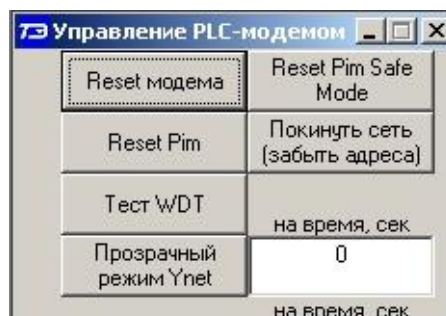 ТЭ Управление PLC-модемом
Reset модема
Reset Pim Safe
Mode
Reset Pim
Покинуть сеть
(забыть адреса)
Тест WDT
на время, сек
Прозрачный
режим Ynet
0
на время, сек